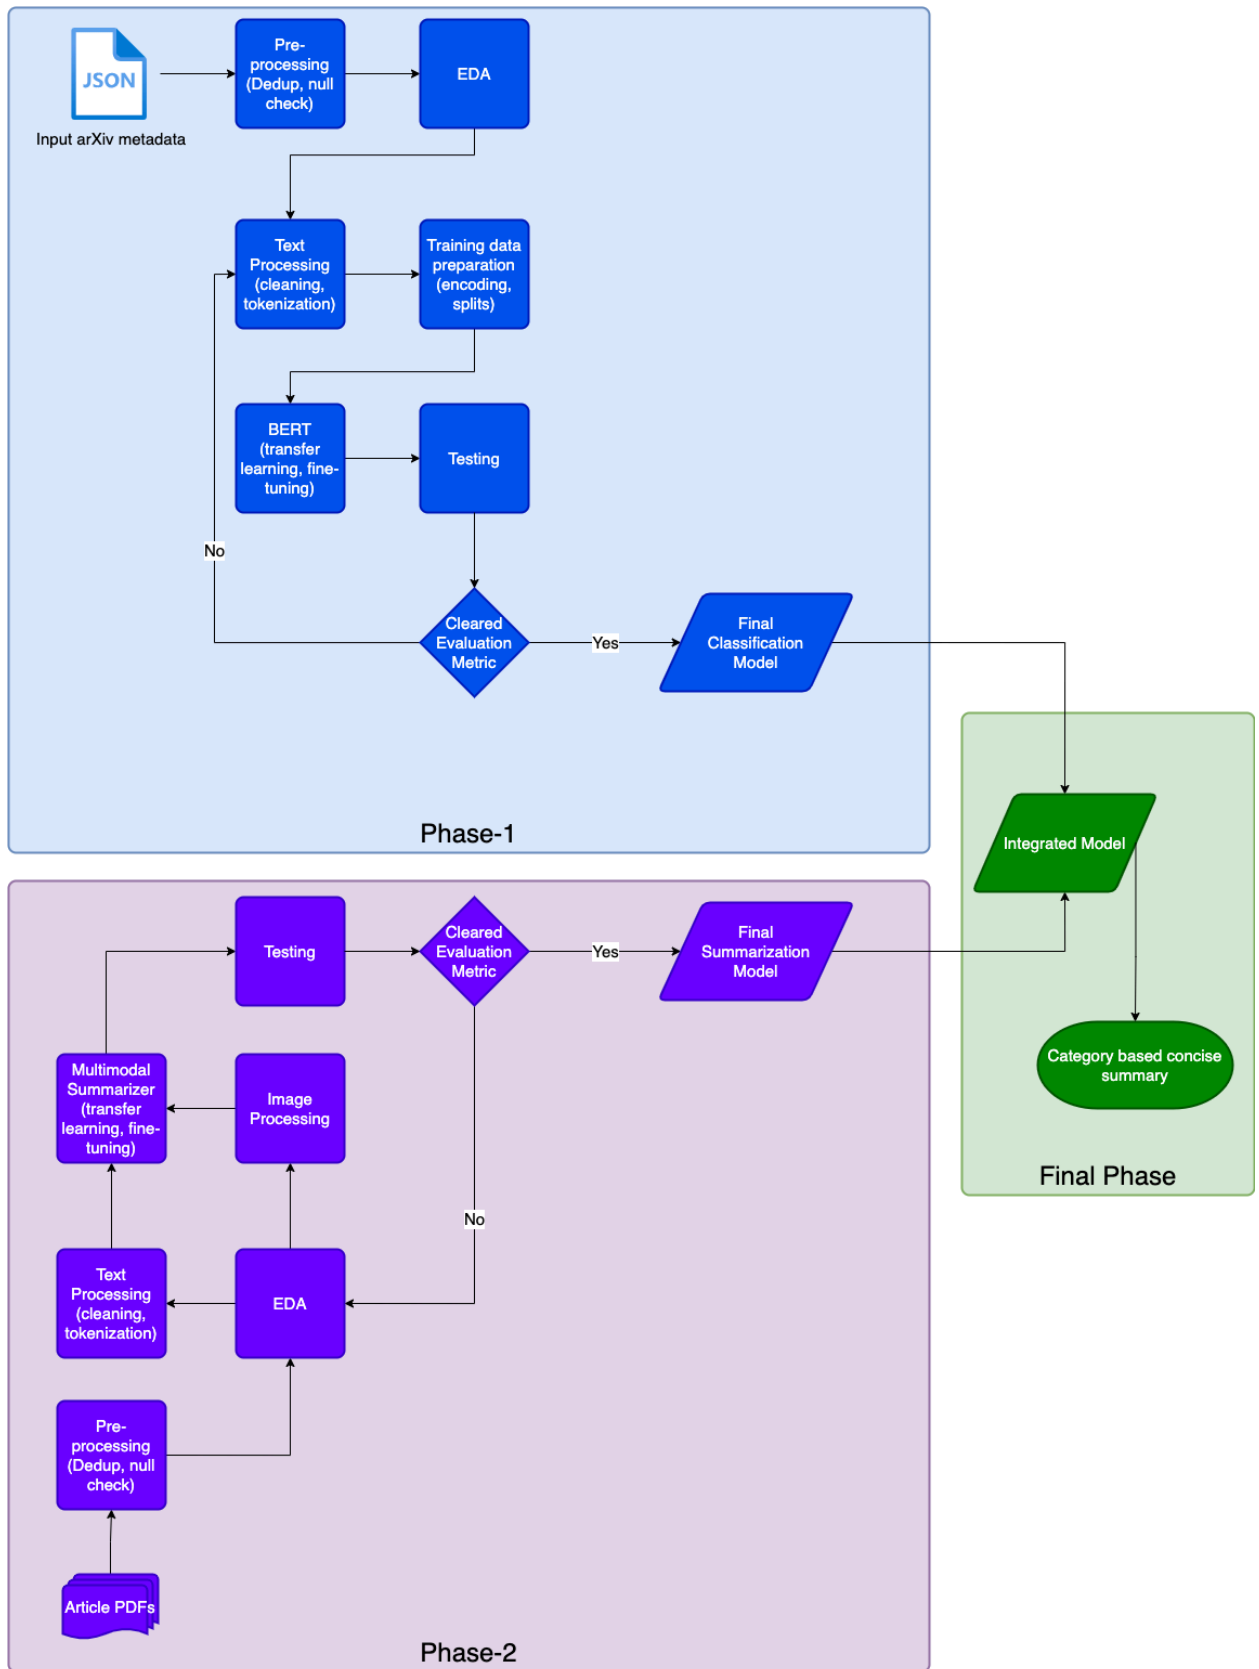 JSON
Input arXiv metadata
Pre-
processing
(Dedup, null
check)
EDA
Text
Processing
(cleaning,
tokenization)
Training data
preparation
(encoding,
splits)
BERT
(transfer
learning, fine-
tuning)
Testing
No
Cleared
Evaluation
Metric
Yes
Final
Classification
Model
Phase-1
Integrated Model
Category based concise
summary
Final Phase
Testing
Cleared
Evaluation
Metric
Yes
Final
Summarization
Model
Multimodal
Summarizer
(transfer
learning, fine-
tuning)
Image
Processing
No
Text
Processing
(cleaning,
tokenization)
EDA
Pre-
processing
(Dedup, null
check)
Article PDFs
Phase-2